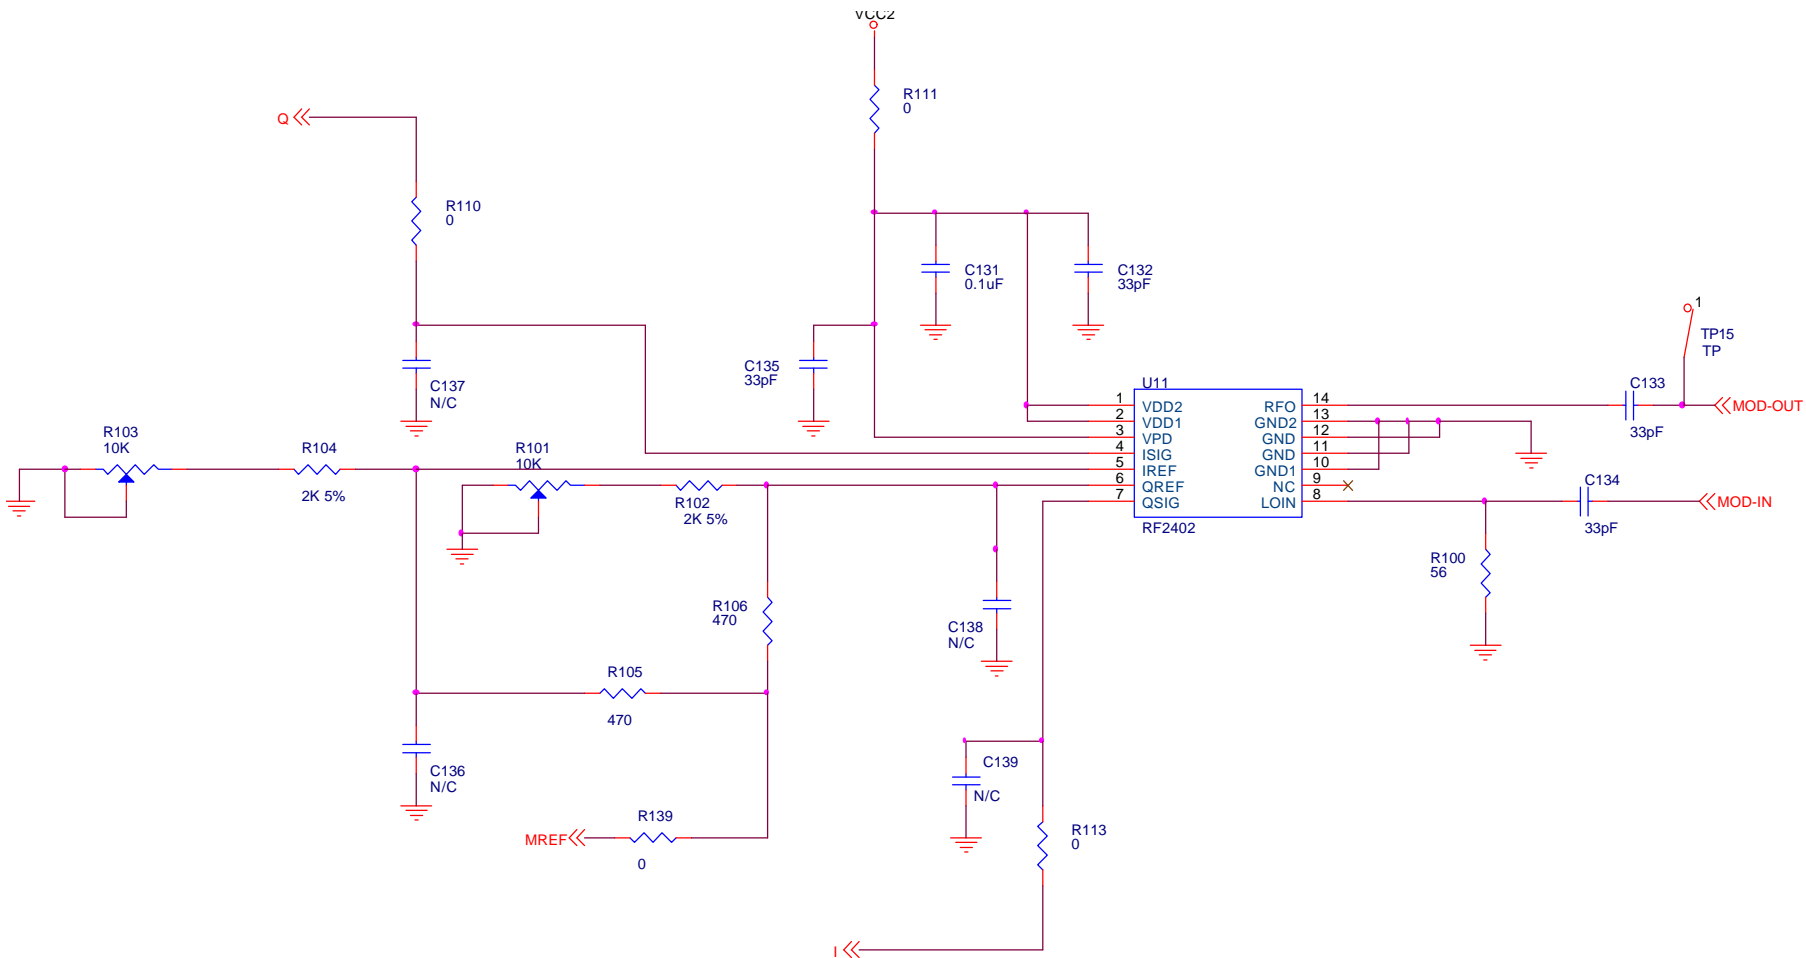 VCC2
R111
0
Q
R110
0
C131
0.1uF
C132
33pF
1
TP15
TP
C135
33pF
C137
N/C
U11
C133
1
VDD2
RFO
14
2
VDD1
GND2
13
MOD-OUT
3
VPD
GND
12
33pF
4
ISIG
GND
11
5
IREF
GND1
10
6
QREF
NC
9
7
QSIG
LOIN
8
RF2402
R103
10K
R104
2K 5%
R101
10K
R102
2K 5%
C134
33pF
MOD-IN
R100
56
R106
470
C138
N/C
R105
470
C136
N/C
C139
N/C
R139
MREF
0
R113
0
I